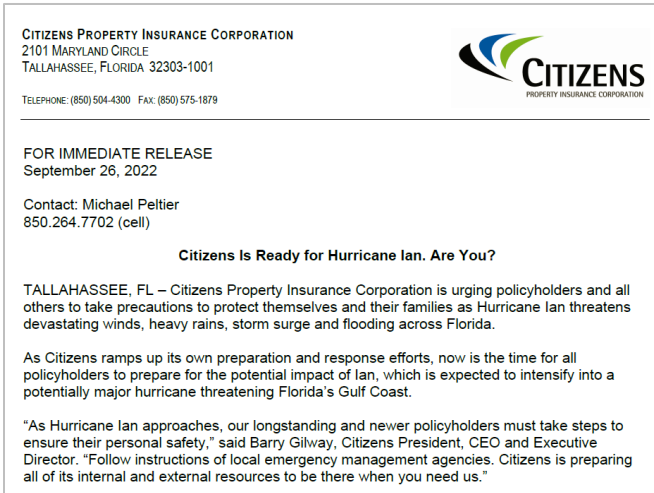 CITIZENS PROPERTY INSURANCE CORPORATION
2101 MARYLAND CIRCLE
TALLAHASSEE, FLORIDA 32303-1001
TELEPHONE: (850) 504-4300 FAX: (850) 575-1879
CITIZENS
PROPERTY INSURANCE CORPORATION
FOR IMMEDIATE RELEASE
September 26, 2022
Contact: Michael Peltier
850.264.7702 (cell)
Citizens Is Ready for Hurricane Ian. Are You?
TALLAHASSEE, FL – Citizens Property Insurance Corporation is urging policyholders and all
others to take precautions to protect themselves and their families as Hurricane Ian threatens
devastating winds, heavy rains, storm surge and flooding across Florida.
As Citizens ramps up its own preparation and response efforts, now is the time for all
policyholders to prepare for the potential impact of Ian, which is expected to intensify into a
potentially major hurricane threatening Florida’s Gulf Coast.
“As Hurricane Ian approaches, our longstanding and newer policyholders must take steps to
ensure their personal safety,” said Barry Gilway, Citizens President, CEO and Executive
Director. “Follow instructions of local emergency management agencies. Citizens is preparing
all of its internal and external resources to be there when you need us.”